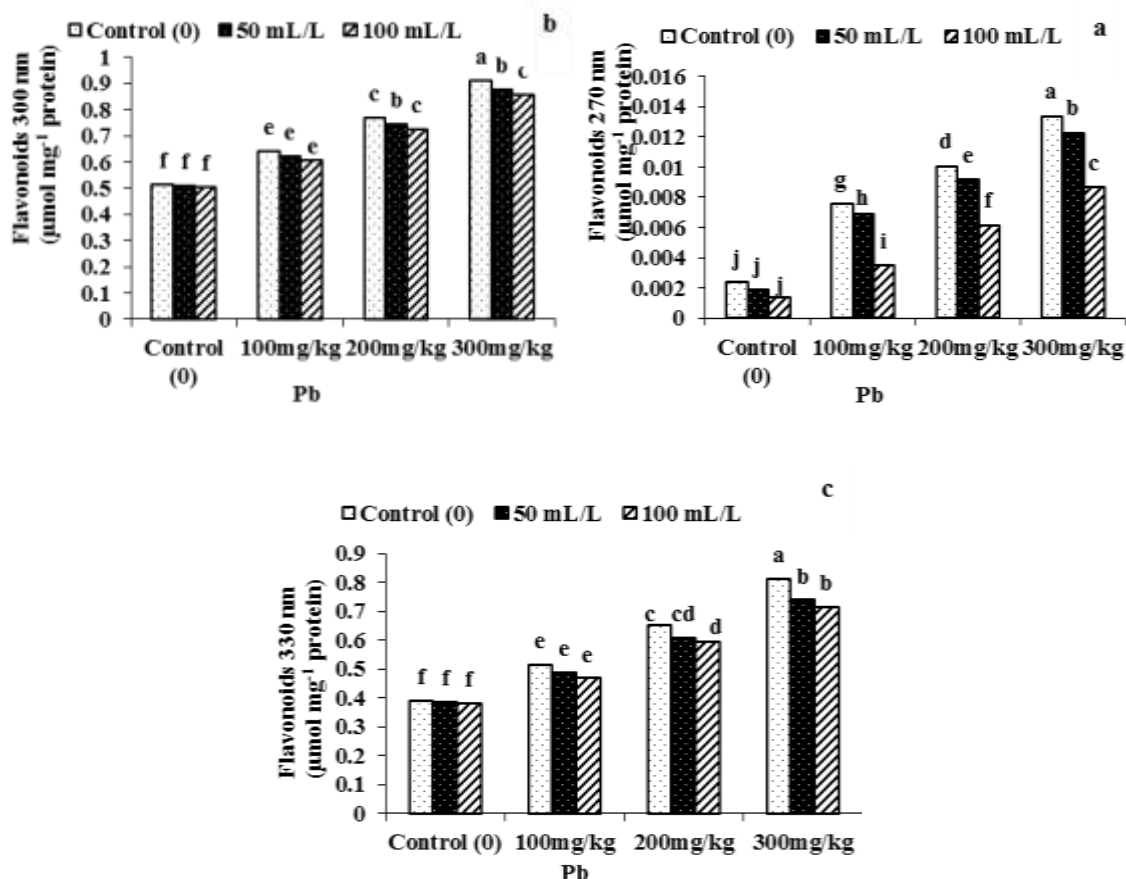 Control (0) 50 mL/L 100 mL/L
b
Flavonoids 300 nm
(µmol mg-1 protein)
1
0.9
0.8
0.7
0.6
0.5
0.4
0.3
0.2
0.1
0
f f f
e e e
c b c
a b c
Control (0) 100mg/kg 200mg/kg 300mg/kg
Pb
Control (0) 50 mL/L 100 mL/L
a
Flavonoids 270 nm
(µmol mg-1 protein)
0.016
0.014
0.012
0.01
0.008
0.006
0.004
0.002
0
j j j
g h i
d e f
a b c
Control (0) 100mg/kg 200mg/kg 300mg/kg
Pb
Control (0) 50 mL/L 100 mL/L
c
Flavonoids 330 nm
(µmol mg-1 protein)
0.9
0.8
0.7
0.6
0.5
0.4
0.3
0.2
0.1
0
f f f
e e e
c cd d
a b b
Control (0) 100mg/kg 200mg/kg 300mg/kg
Pb